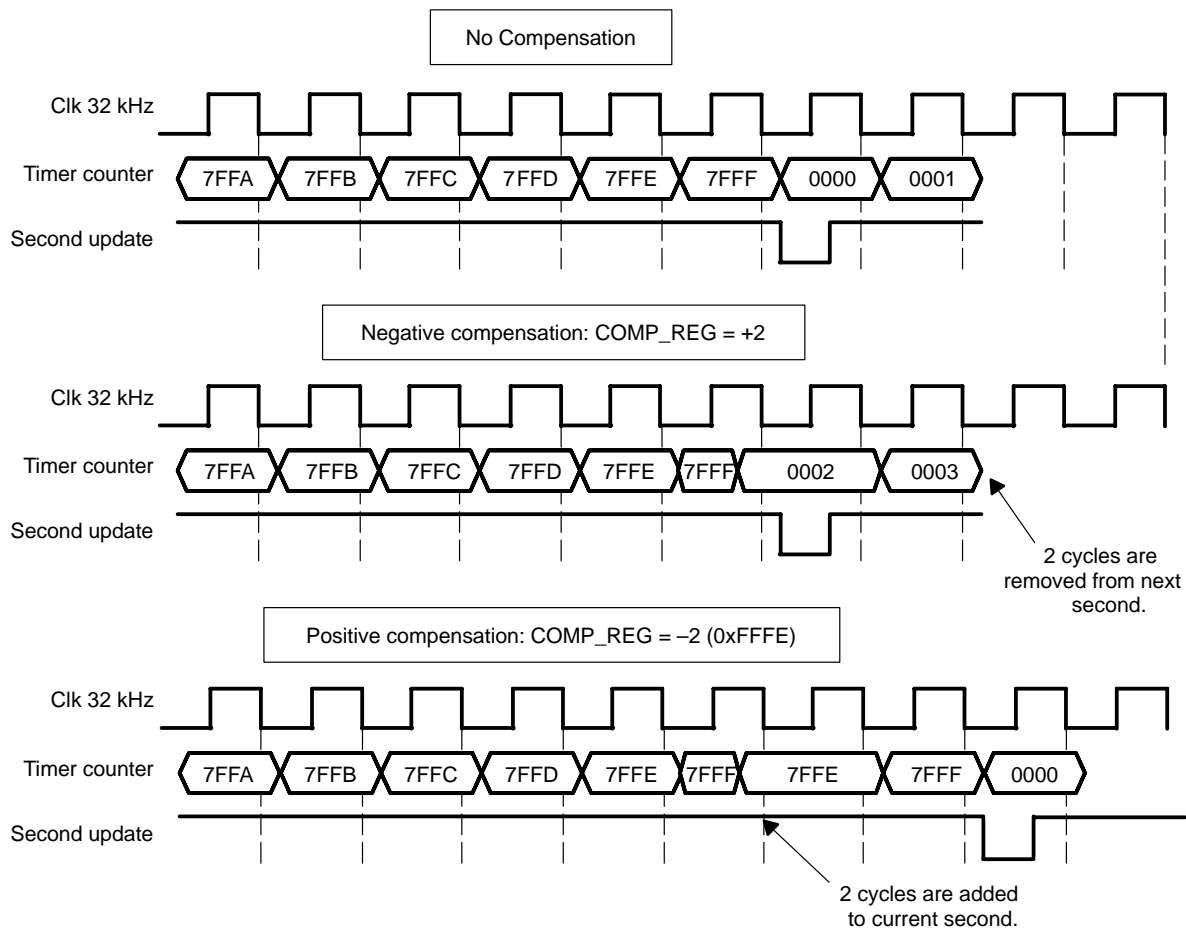 No Compensation
Clk 32 kHz
Timer counter 7FFA 7FFB 7FFC 7FFD 7FFE 7FFF 0000 0001
Second update
Negative compensation: COMP_REG = +2
Clk 32 kHz
Timer counter 7FFA 7FFB 7FFC 7FFD 7FFE 7FFF 0002 0003
Second update
2 cycles are
removed from next
second.
Positive compensation: COMP_REG = –2 (0xFFFE)
Clk 32 kHz
Timer counter 7FFA 7FFB 7FFC 7FFD 7FFE 7FFF 7FFE 7FFF 0000
Second update
2 cycles are added
to current second.